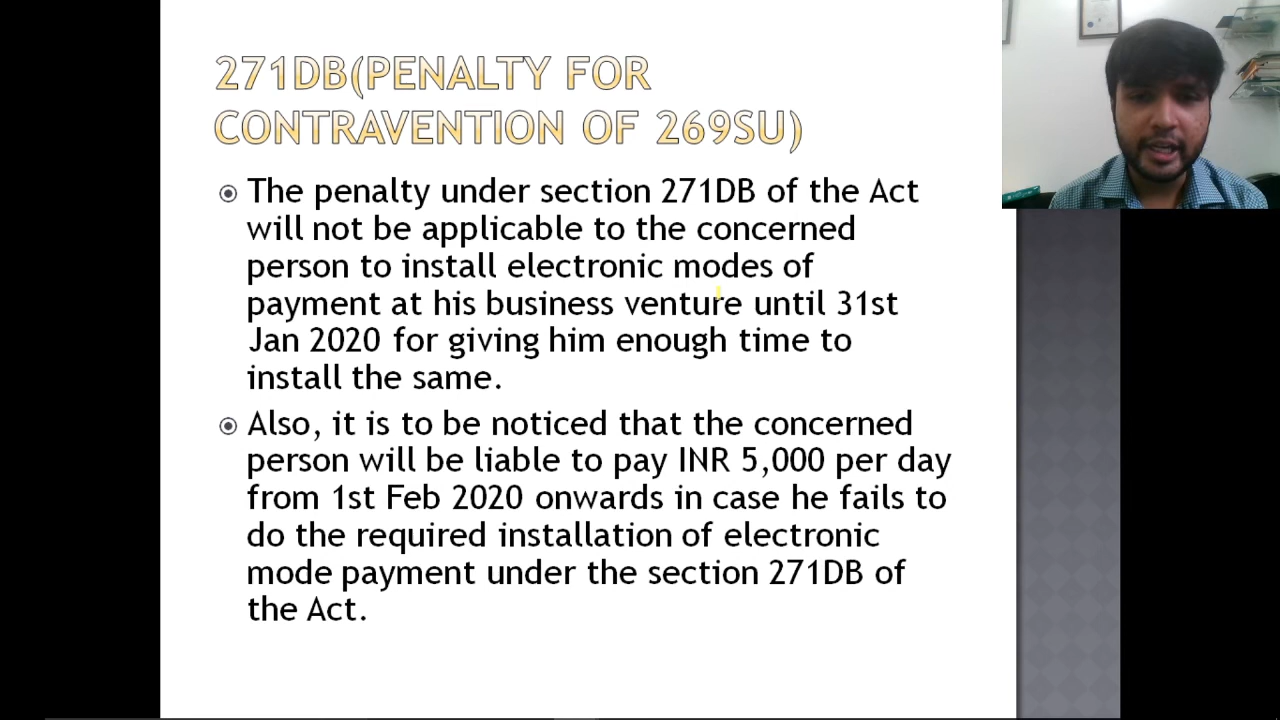 271DB(PENALTY FOR
CONTRAVENTION OF 269SU)
The penalty under section 271DB of the Act
will not be applicable to the concerned
person to install electronic modes of
payment at his business venture until 31st
Jan 2020 for giving him enough time to
install the same.
Also, it is to be noticed that the concerned
person will be liable to pay INR 5,000 per day
from 1st Feb 2020 onwards in case he fails to
do the required installation of electronic
mode payment under the section 271DB of
the Act.